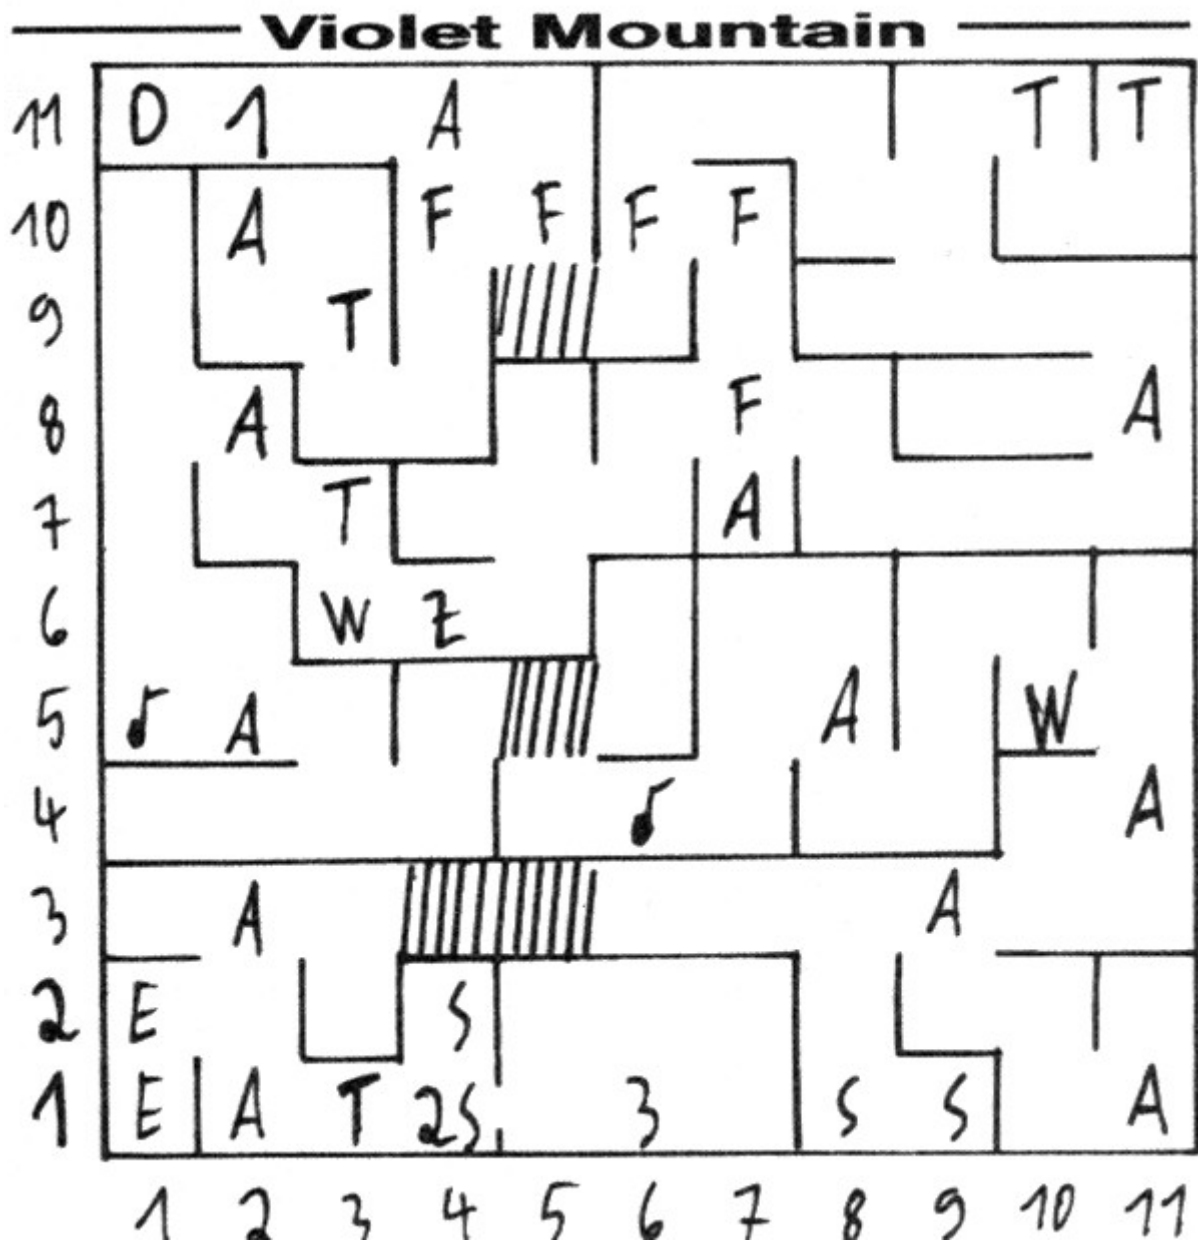 Violet Mountain
11 D 1 A T T
10 A F F F F
9 T
8 A F A
7 T A
6 W Z
5 ♪ A A W
4 ♪ A
3 A A
2 E S
1 E A T 2S 3 S S A
1 2 3 4 5 6 7 8 9 10 11